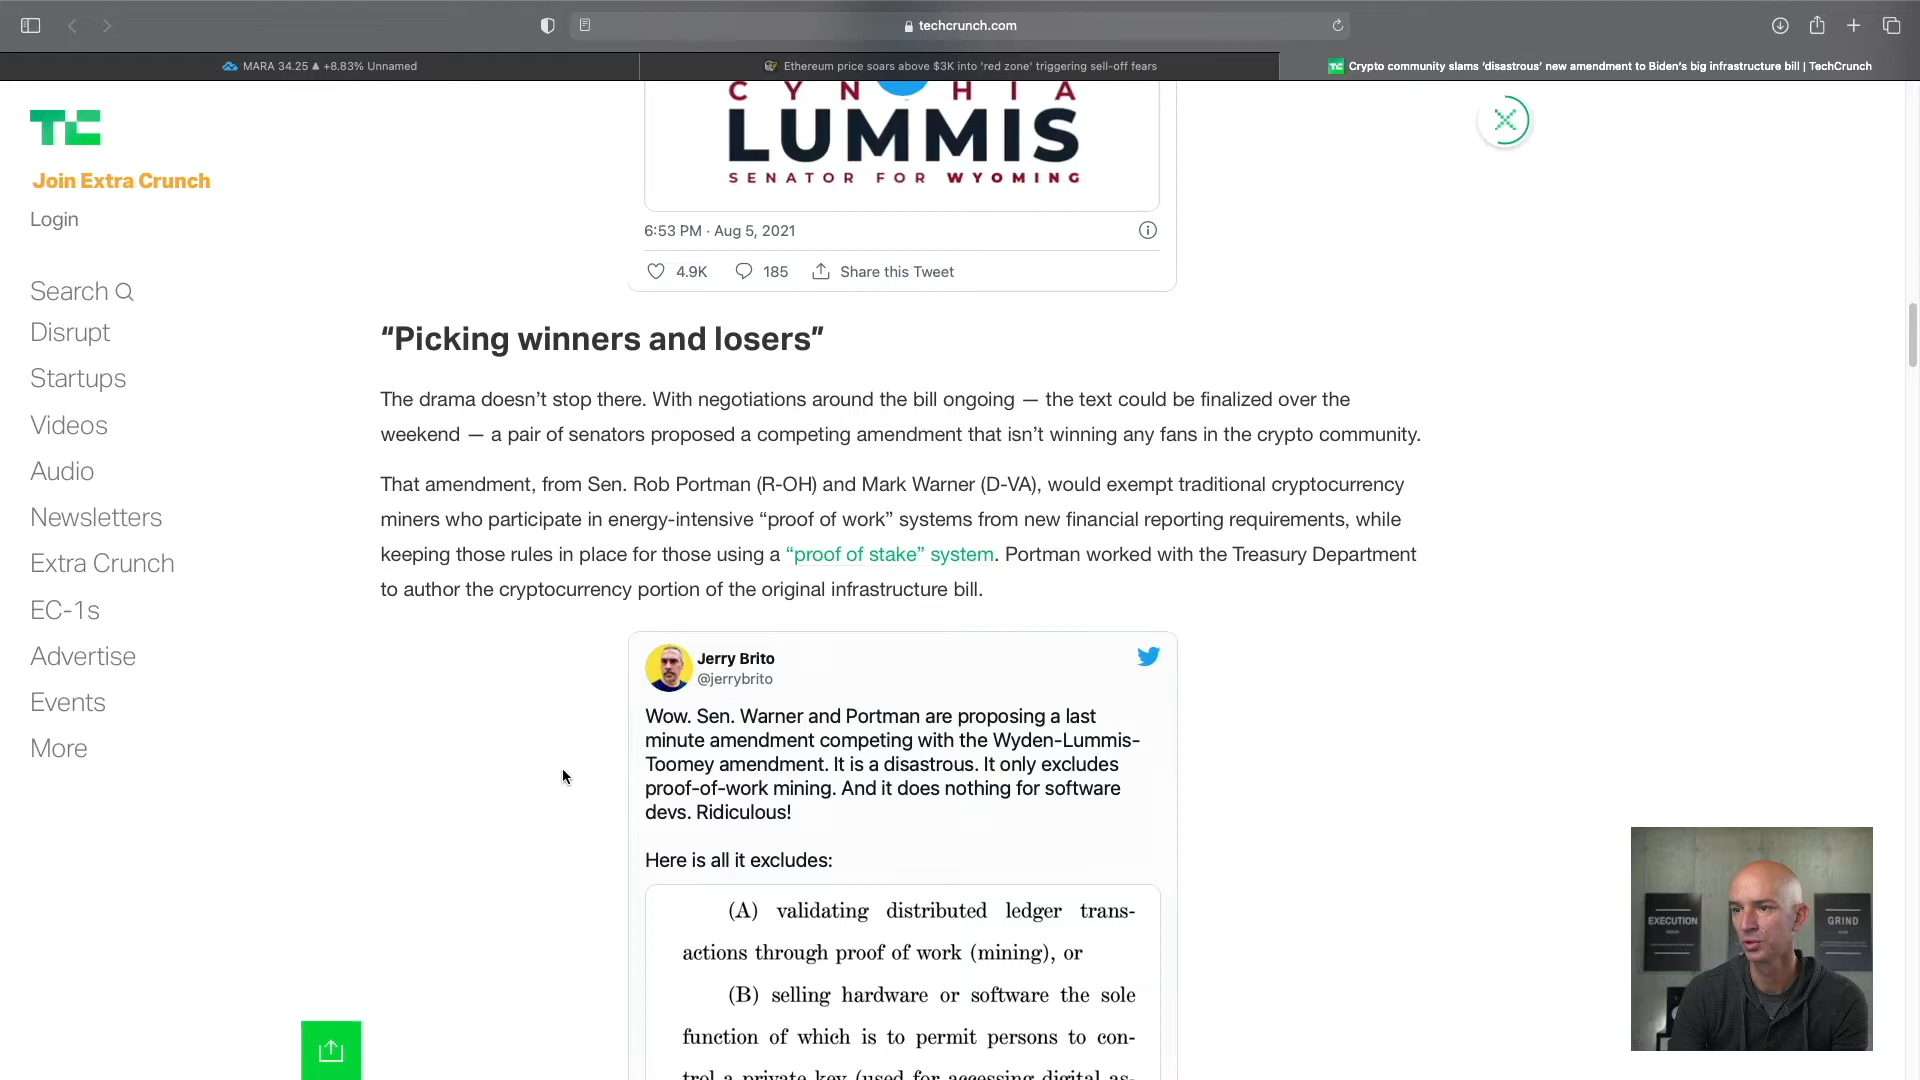 techcrunch.com
MARA 34.25 ▲ +8.83% Unnamed
Ethereum price soars above $3K into 'red zone' triggering sell-off fears
Crypto community slams 'disastrous' new amendment to Biden's big infrastructure bill | TechCrunch
TC
Join Extra Crunch
Login
Search
Disrupt
Startups
Videos
Audio
Newsletters
Extra Crunch
EC-1s
Advertise
Events
More
CYNTHIA
LUMMIS
SENATOR FOR WYOMING
6:53 PM · Aug 5, 2021
4.9K 185 Share this Tweet
“Picking winners and losers”
The drama doesn’t stop there. With negotiations around the bill ongoing — the text could be finalized over the
weekend — a pair of senators proposed a competing amendment that isn’t winning any fans in the crypto community.
That amendment, from Sen. Rob Portman (R-OH) and Mark Warner (D-VA), would exempt traditional cryptocurrency
miners who participate in energy-intensive “proof of work” systems from new financial reporting requirements, while
keeping those rules in place for those using a “proof of stake” system. Portman worked with the Treasury Department
to author the cryptocurrency portion of the original infrastructure bill.
Jerry Brito
@jerrybrito
Wow. Sen. Warner and Portman are proposing a last
minute amendment competing with the Wyden-Lummis-
Toomey amendment. It is a disastrous. It only excludes
proof-of-work mining. And it does nothing for software
devs. Ridiculous!
Here is all it excludes:
(A) validating distributed ledger trans-
actions through proof of work (mining), or
(B) selling hardware or software the sole
function of which is to permit persons to con-
trol a private key (used for accessing digital as-
EXECUTION
GRIND